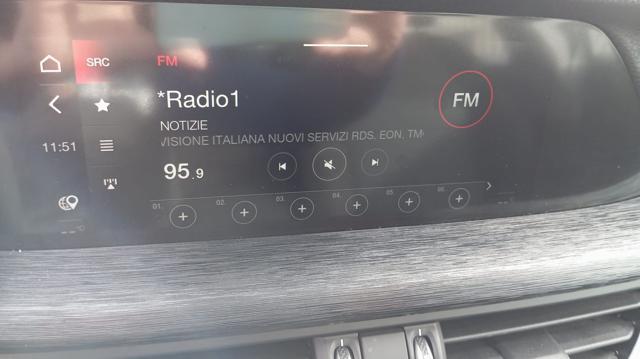 SRC
FM
*Radio1
FM
NOTIZIE
VISIONE ITALIANA NUOVI SERVIZI RDS. EON, TM
11:51
95.9
01.
02.
03.
04.
05.
06.
-- °C
-- °C